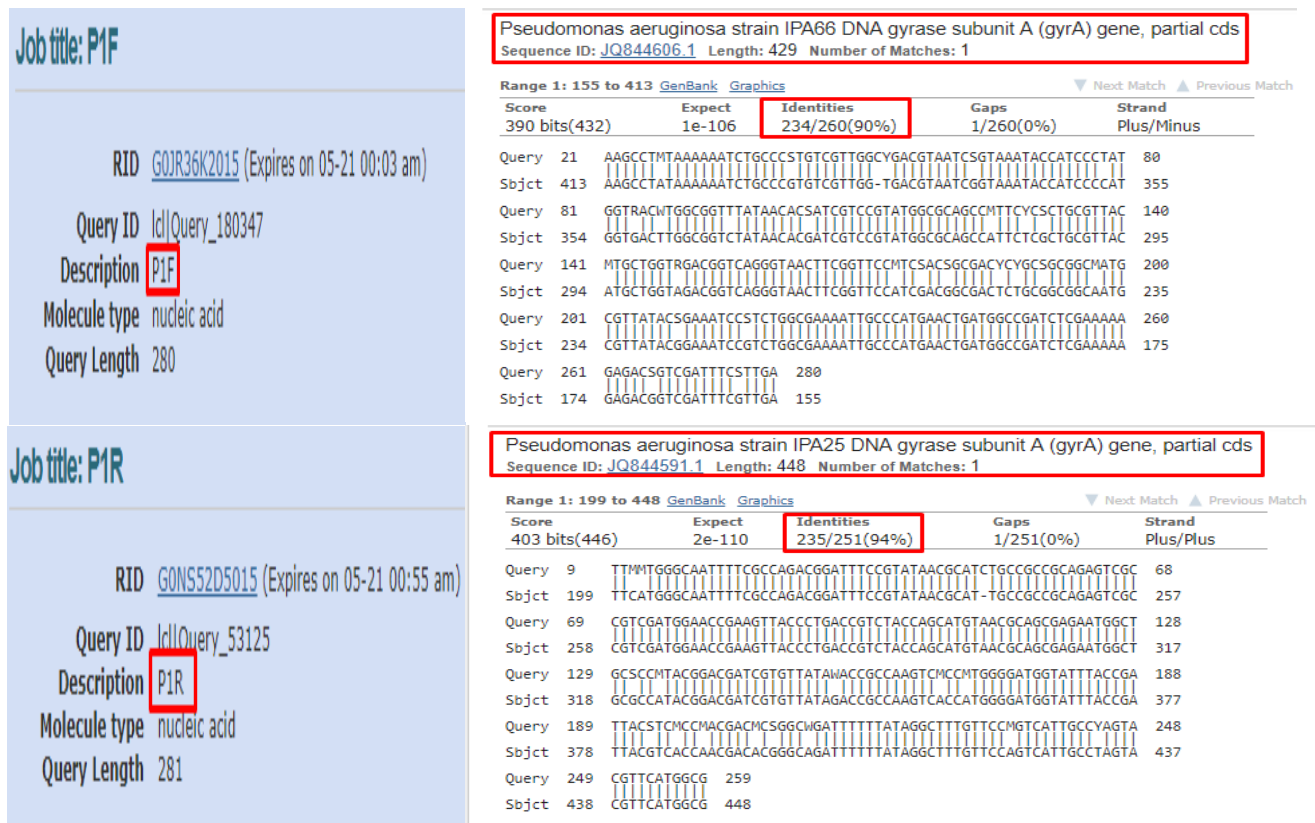 Job title: P1F
RID G0JR36K2015 (Expires on 05-21 00:03 am)
Query ID lcl|Query_180347
Description P1F
Molecule type nucleic acid
Query Length 280
Pseudomonas aeruginosa strain IPA66 DNA gyrase subunit A (gyrA) gene, partial cds
Sequence ID: JQ844606.1 Length: 429 Number of Matches: 1
Range 1: 155 to 413 GenBank Graphics ▼ Next Match ▲ Previous Match
Score Expect Identities Gaps Strand
390 bits(432) 1e-106 234/260(90%) 1/260(0%) Plus/Minus
Query 21 AAGCCTMTAAAAAATCTGCCCSTGTCGTTGGCYGACGTAATCSGTAAATACCATCCCTAT 80
Sbjct 413 AAGCCTATAAAAAATCTGCCCGTGTCGTTGG-TGACGTAATCGGTAAATACCATCCCCAT 355
Query 81 GGTRACWTGGCGGTTTATAACACSATCGTCCGTATGGCGCAGCCMTTCYCSCTGCGTTAC 140
Sbjct 354 GGTGACTTGGCGGTCTATAACACGATCGTCCGTATGGCGCAGCCATTCTCGCTGCGTTAC 295
Query 141 MTGCTGGTRGACGGTCAGGGTAACTTCGGTTCCMTCSACSGCGACYCYGCSGCGGCMATG 200
Sbjct 294 ATGCTGGTAGACGGTCAGGGTAACTTCGGTTCCATCGACGGCGACTCTGCGGCGGCAATG 235
Query 201 CGTTATACSGAAATCCSTCTGGCGAAAATTGCCCATGAACTGATGGCCGATCTCGAAAAA 260
Sbjct 234 CGTTATACGGAAATCCGTCTGGCGAAAATTGCCCATGAACTGATGGCCGATCTCGAAAAA 175
Query 261 GAGACSGTCGATTTCSTTGA 280
Sbjct 174 GAGACGGTCGATTTCGTTGA 155
Job title: P1R
RID G0NS52D5015 (Expires on 05-21 00:55 am)
Query ID lcl|Query_53125
Description P1R
Molecule type nucleic acid
Query Length 281
Pseudomonas aeruginosa strain IPA25 DNA gyrase subunit A (gyrA) gene, partial cds
Sequence ID: JQ844591.1 Length: 448 Number of Matches: 1
Range 1: 199 to 448 GenBank Graphics ▼ Next Match ▲ Previous Match
Score Expect Identities Gaps Strand
403 bits(446) 2e-110 235/251(94%) 1/251(0%) Plus/Plus
Query 9 TTMMTGGGCAATTTTCGCCAGACGGATTTCCGTATAACGCATCTGCCGCCGCAGAGTCGC 68
Sbjct 199 TTCATGGGCAATTTTCGCCAGACGGATTTCCGTATAACGCAT-TGCCGCCGCAGAGTCGC 257
Query 69 CGTCGATGGAACCGAAGTTACCCTGACCGTCTACCAGCATGTAACGCAGCGAGAATGGCT 128
Sbjct 258 CGTCGATGGAACCGAAGTTACCCTGACCGTCTACCAGCATGTAACGCAGCGAGAATGGCT 317
Query 129 GCSCCMTACGGACGATCGTGTTATAWACCGCCAAGTCMCCMTGGGGATGGTATTTACCGA 188
Sbjct 318 GCGCCATACGGACGATCGTGTTATAGACCGCCAAGTCACCATGGGGATGGTATTTACCGA 377
Query 189 TTACSTCMCCMACGACMCSGGCWGATTTTTTATAGGCTTTGTTCCMGTCATTGCCYAGTA 248
Sbjct 378 TTACGTCACCAACGACACGGGCAGATTTTTTATAGGCTTTGTTCCAGTCATTGCCTAGTA 437
Query 249 CGTTCATGGCG 259
Sbjct 438 CGTTCATGGCG 448